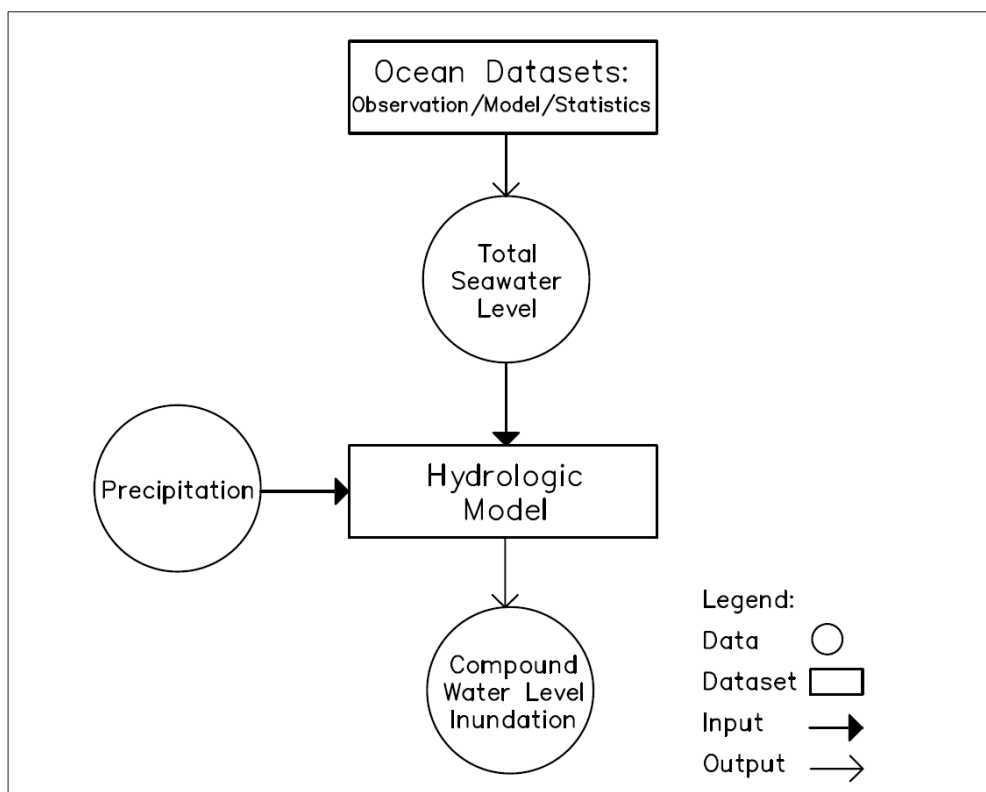 Ocean Datasets:
Observation/Model/Statistics
Total
Seawater
Level
Precipitation
Hydrologic
Model
Compound
Water Level
Inundation
Legend:
Data
Dataset
Input
Output